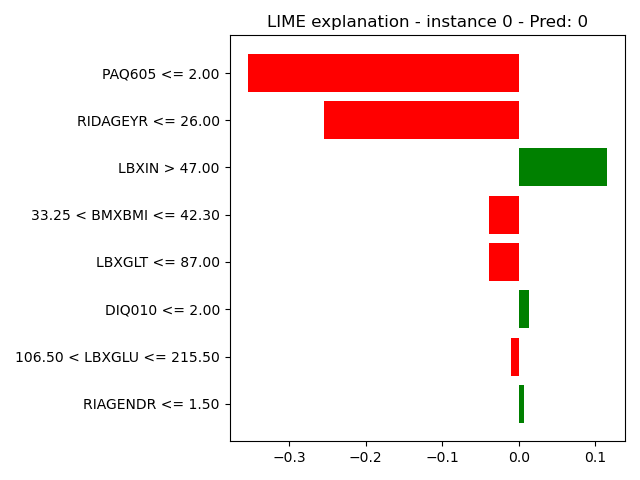 LIME explanation - instance 0 - Pred: 0
PAQ605 <= 2.00
RIDAGEYR <= 26.00
LBXIN > 47.00
33.25 < BMXBMI <= 42.30
LBXGLT <= 87.00
DIQ010 <= 2.00
106.50 < LBXGLU <= 215.50
RIAGENDR <= 1.50
−0.3 −0.2 −0.1 0.0 0.1